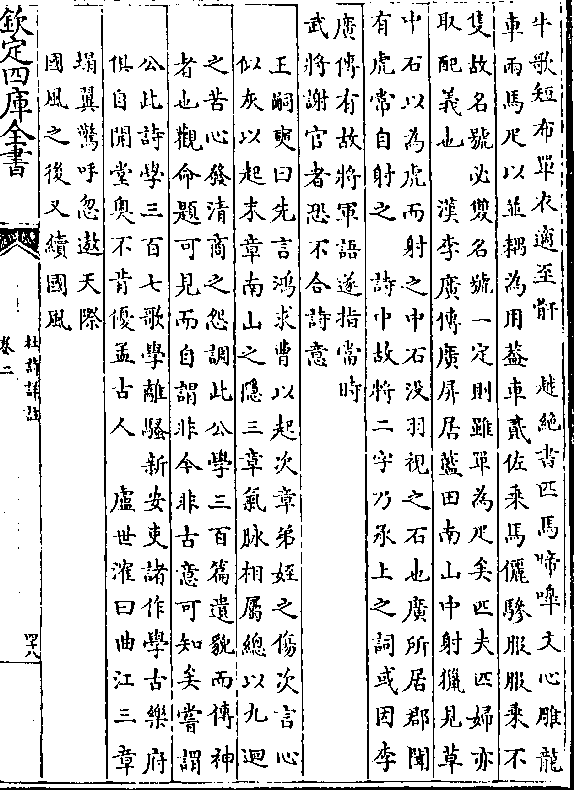 牛歌短布單衣適至骭　越絶書匹馬啼嘷文心雕龍
車兩馬疋以並耦為用葢車貳佐乘馬儷驂服服乘不
隻故名號必雙名號一定則雖單為疋矣匹夫匹婦亦
取配義也　漢李廣傳廣屏居藍田南山中射獵見草
中石以為虎而射之中石沒羽視之石也廣所居郡聞
有虎常自射之　詩中故將二字乃承上之詞或因李
廣傳有故將軍語遂指當時
武將謝官者恐不合詩意
王嗣奭曰先言鴻求曹以起次章弟姪之傷次言心
似灰以起末章南山之隱三章氣脉相屬總以九迴
之苦心發清商之怨調此公學三百篇遺貌而傳神
者也觀命題可見而自謂非今非古意可知矣嘗謂
公此詩學三百七歌學離騷新安吏諸作學古樂府
俱自開堂奧不肯優孟古人　盧世㴶曰曲江三章
塌翼驚呼忽遨天際
國風之後又續國風
欽定四庫全書
杜詩詳註
卷二
四八